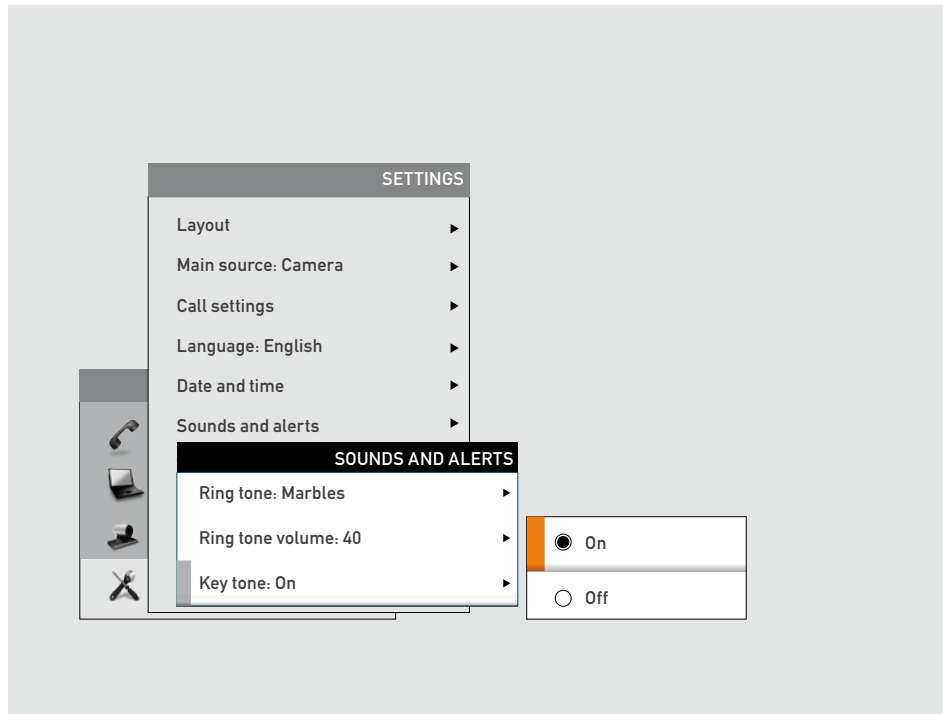 SETTINGS
Layout
Main source: Camera
Call settings
Language: English
Date and time
Sounds and alerts
SOUNDS AND ALERTS
Ring tone: Marbles
Ring tone volume: 40
Key tone: On
On
Off